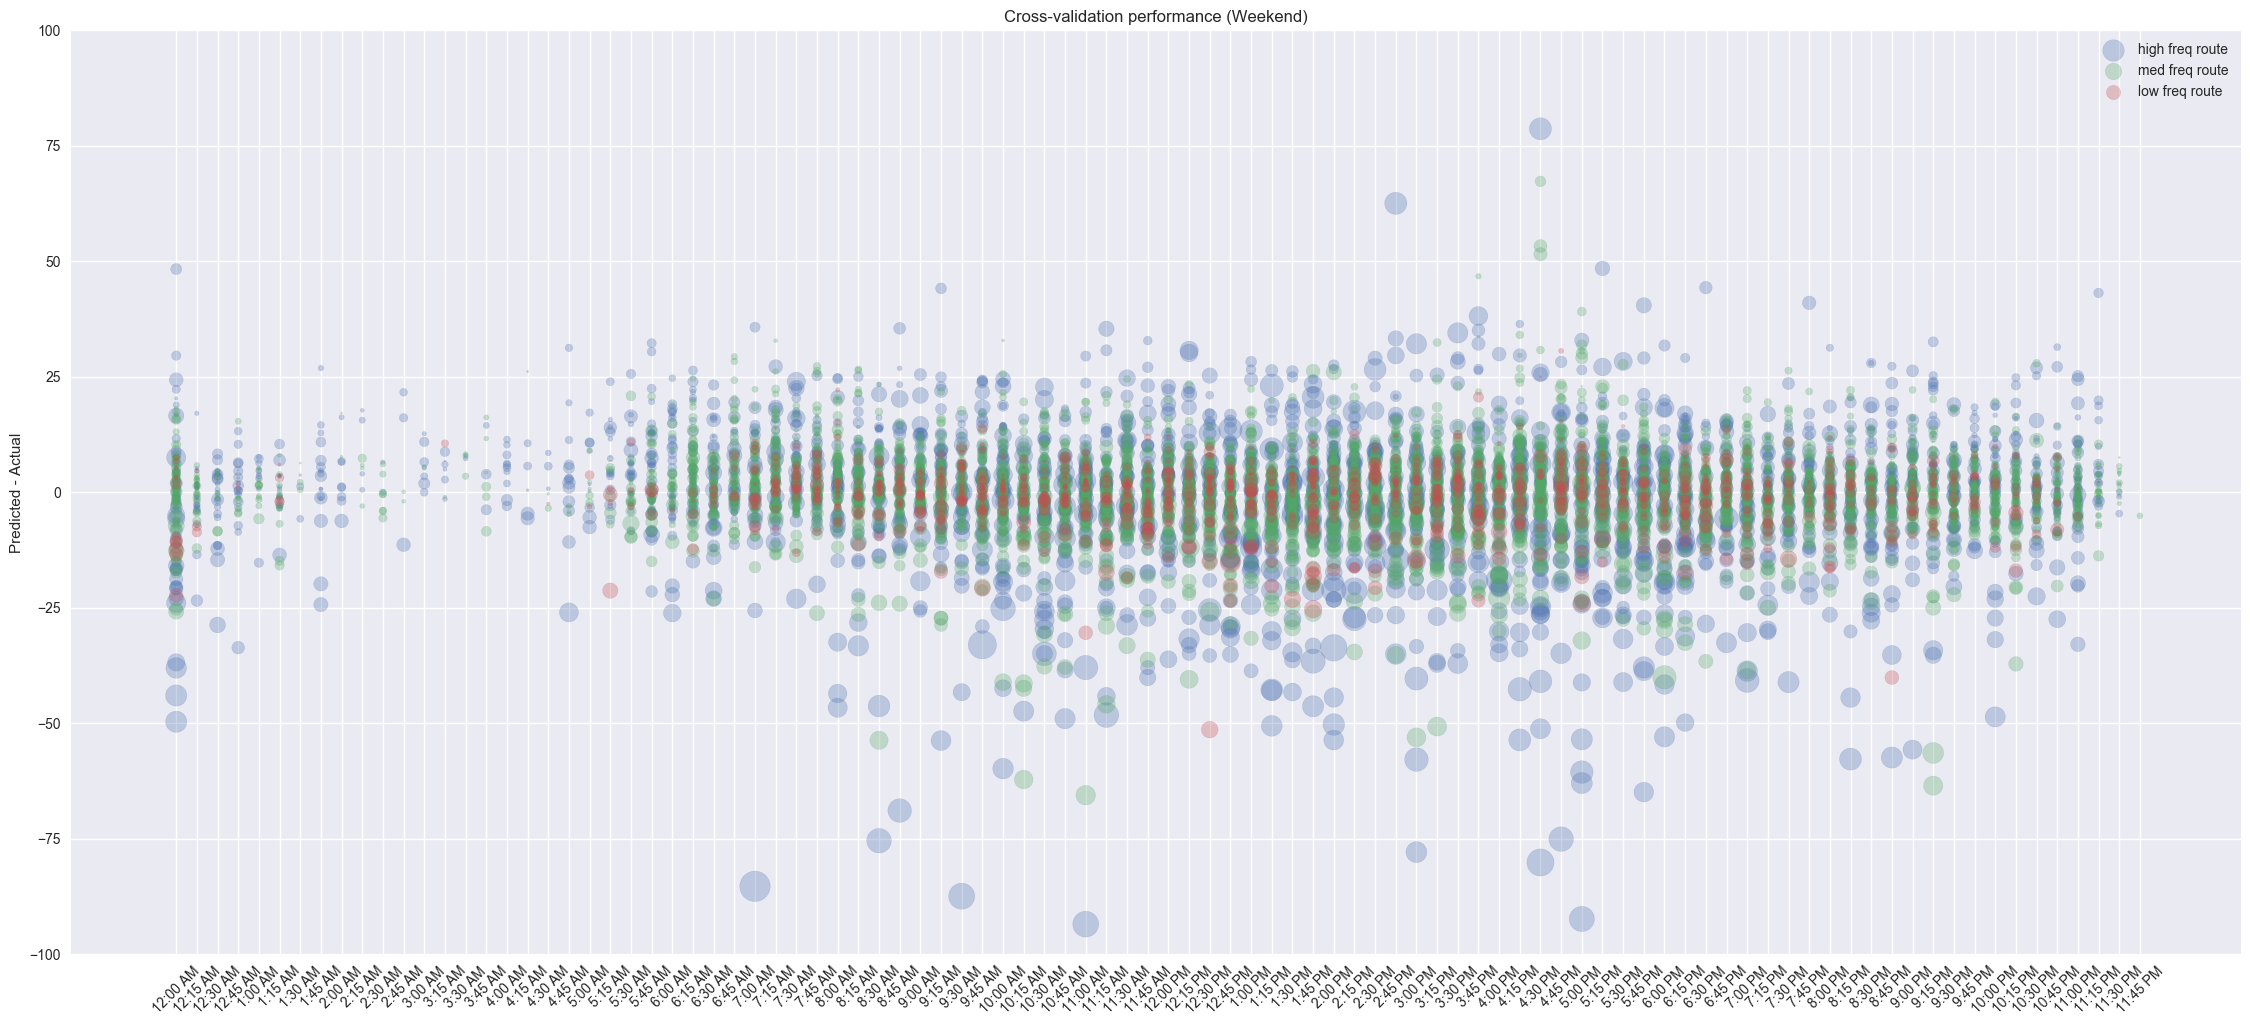 Cross-validation performance (Weekend)
high freq route
med freq route
low freq route
Predicted - Actual
100
75
50
25
0
−25
−50
−75
−100
12:00 AM
12:15 AM
12:30 AM
12:45 AM
1:00 AM
1:15 AM
1:30 AM
1:45 AM
2:00 AM
2:15 AM
2:30 AM
2:45 AM
3:00 AM
3:15 AM
3:30 AM
3:45 AM
4:00 AM
4:15 AM
4:30 AM
4:45 AM
5:00 AM
5:15 AM
5:30 AM
5:45 AM
6:00 AM
6:15 AM
6:30 AM
6:45 AM
7:00 AM
7:15 AM
7:30 AM
7:45 AM
8:00 AM
8:15 AM
8:30 AM
8:45 AM
9:00 AM
9:15 AM
9:30 AM
9:45 AM
10:00 AM
10:15 AM
10:30 AM
10:45 AM
11:00 AM
11:15 AM
11:30 AM
11:45 AM
12:00 PM
12:15 PM
12:30 PM
12:45 PM
1:00 PM
1:15 PM
1:30 PM
1:45 PM
2:00 PM
2:15 PM
2:30 PM
2:45 PM
3:00 PM
3:15 PM
3:30 PM
3:45 PM
4:00 PM
4:15 PM
4:30 PM
4:45 PM
5:00 PM
5:15 PM
5:30 PM
5:45 PM
6:00 PM
6:15 PM
6:30 PM
6:45 PM
7:00 PM
7:15 PM
7:30 PM
7:45 PM
8:00 PM
8:15 PM
8:30 PM
8:45 PM
9:00 PM
9:15 PM
9:30 PM
9:45 PM
10:00 PM
10:15 PM
10:30 PM
10:45 PM
11:00 PM
11:15 PM
11:30 PM
11:45 PM